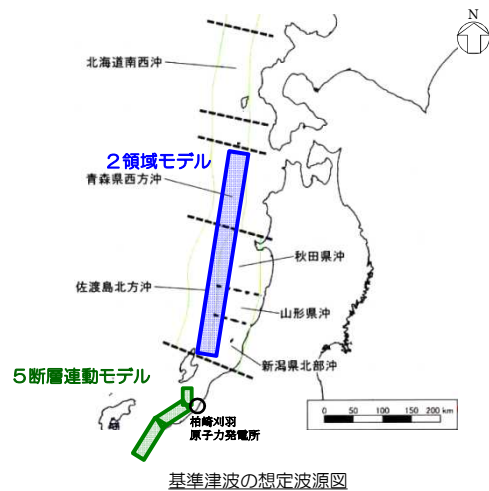 N
北海道南西沖
２領域モデル
青森県西方沖
秋田県沖
佐渡島北方沖
山形県沖
新潟県北部沖
５断層連動モデル
柏崎刈羽
原子力発電所
0 50 100 150 200 km
基準津波の想定波源図